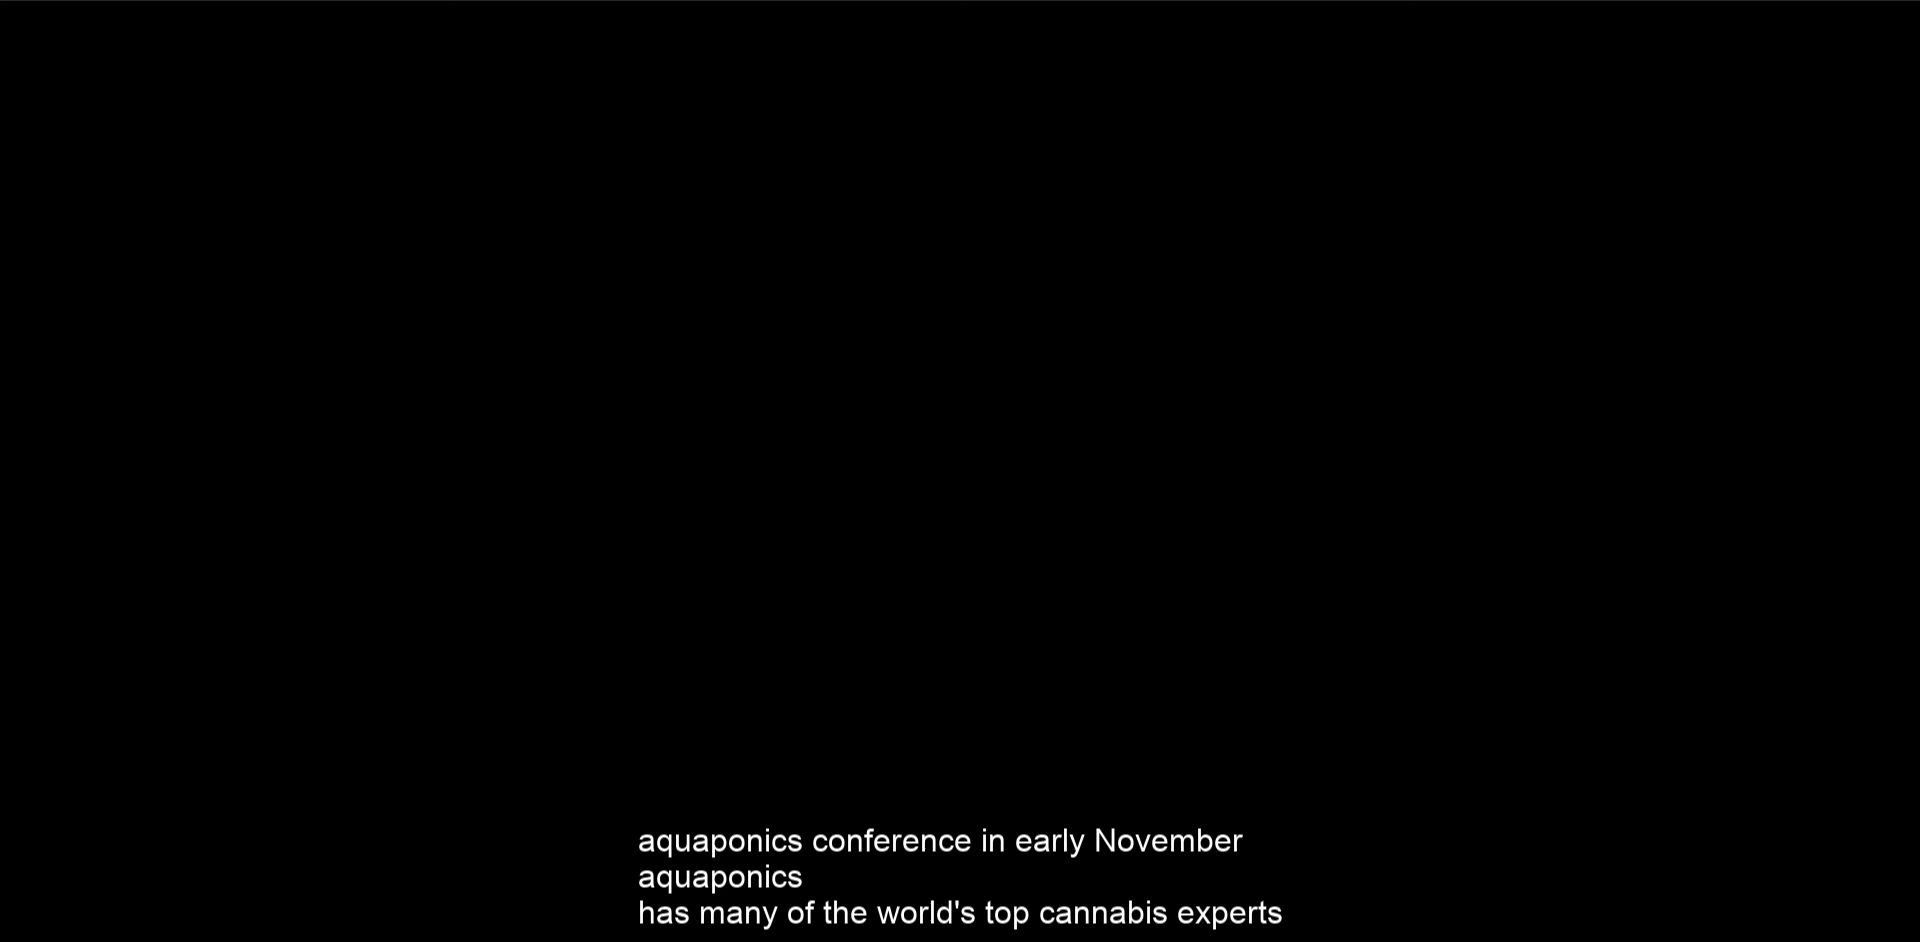 aquaponics conference in early November
aquaponics
has many of the world's top cannabis experts